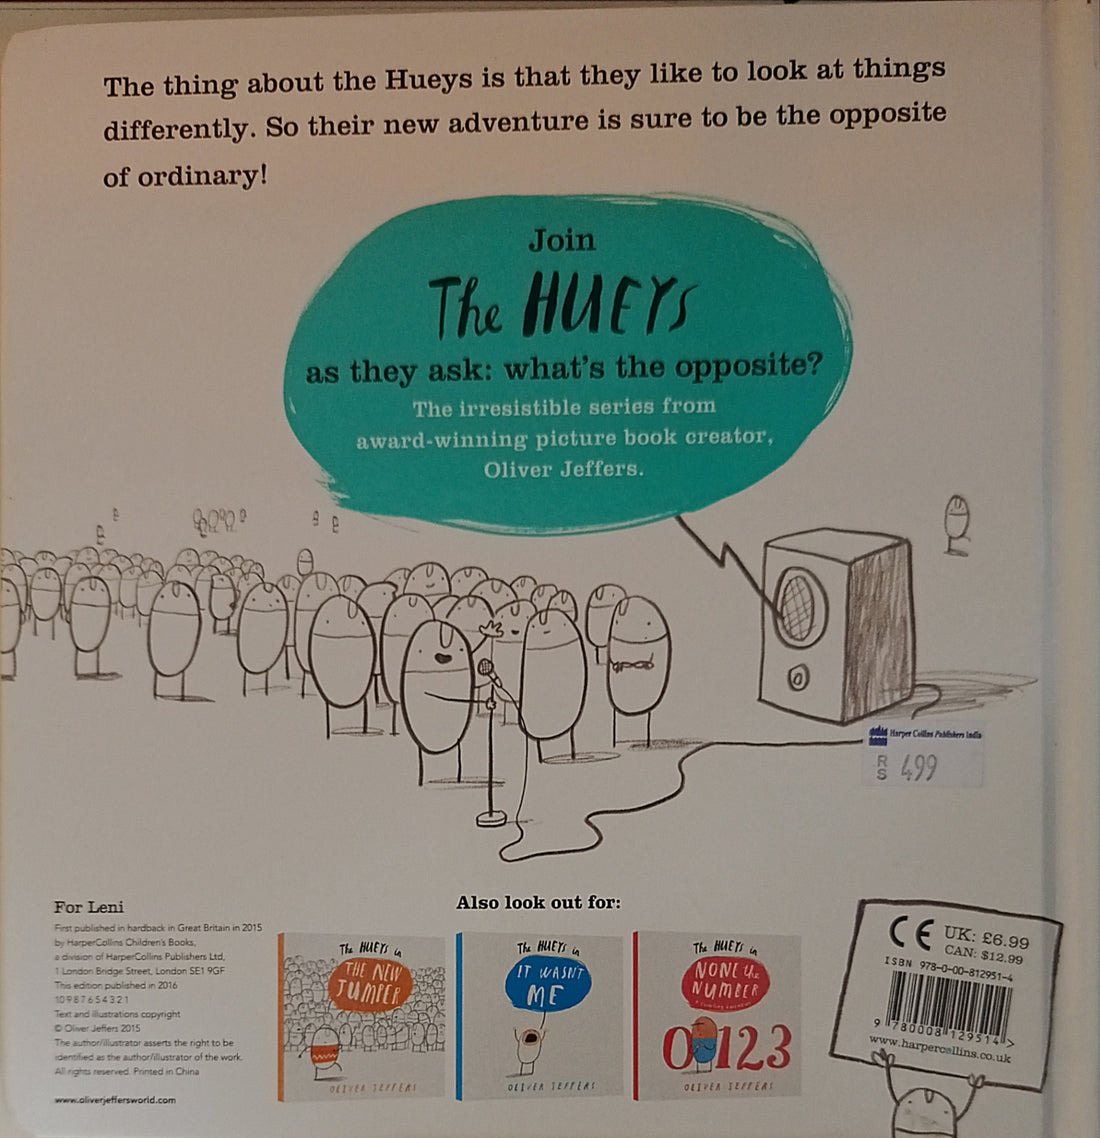 The thing about the Hueys is that they like to look at things
differently. So their new adventure is sure to be the opposite
of ordinary!
Join
The HUEYS
as they ask: what's the opposite?
The irresistible series from
award-winning picture book creator,
Oliver Jeffers.
Harper Collins Publishers India
RS 499
For Leni
First published in hardback in Great Britain in 2015
by HarperCollins Children's Books,
a division of HarperCollins Publishers Ltd,
1 London Bridge Street, London SE1 9GF
This edition published in 2016
10 9 8 7 6 5 4 3 2 1
Text and illustrations copyright
© Oliver Jeffers 2015
The author/illustrator asserts the right to be
identified as the author/illustrator of the work.
All rights reserved. Printed in China
www.oliverjeffersworld.com
Also look out for:
The HUEYS in
THE NEW
JUMPER
OLIVER JEFFERS
The HUEYS in
IT WASN'T
ME
OLIVER JEFFERS
The HUEYS in
NONE the
NUMBER
0 123
OLIVER JEFFERS
CE
UK: £6.99
CAN: $12.99
ISBN 978-0-00-812951-4
9 780008 129514 >
www.harpercollins.co.uk